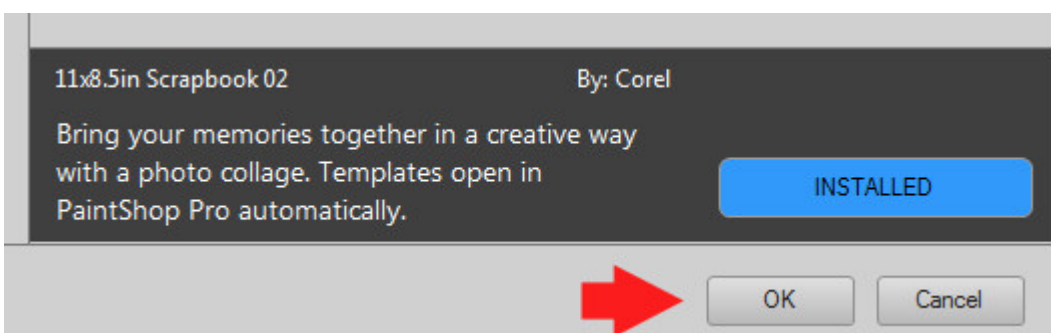 11x8.5in Scrapbook 02 By: Corel
Bring your memories together in a creative way
with a photo collage. Templates open in
PaintShop Pro automatically.
INSTALLED
OK Cancel